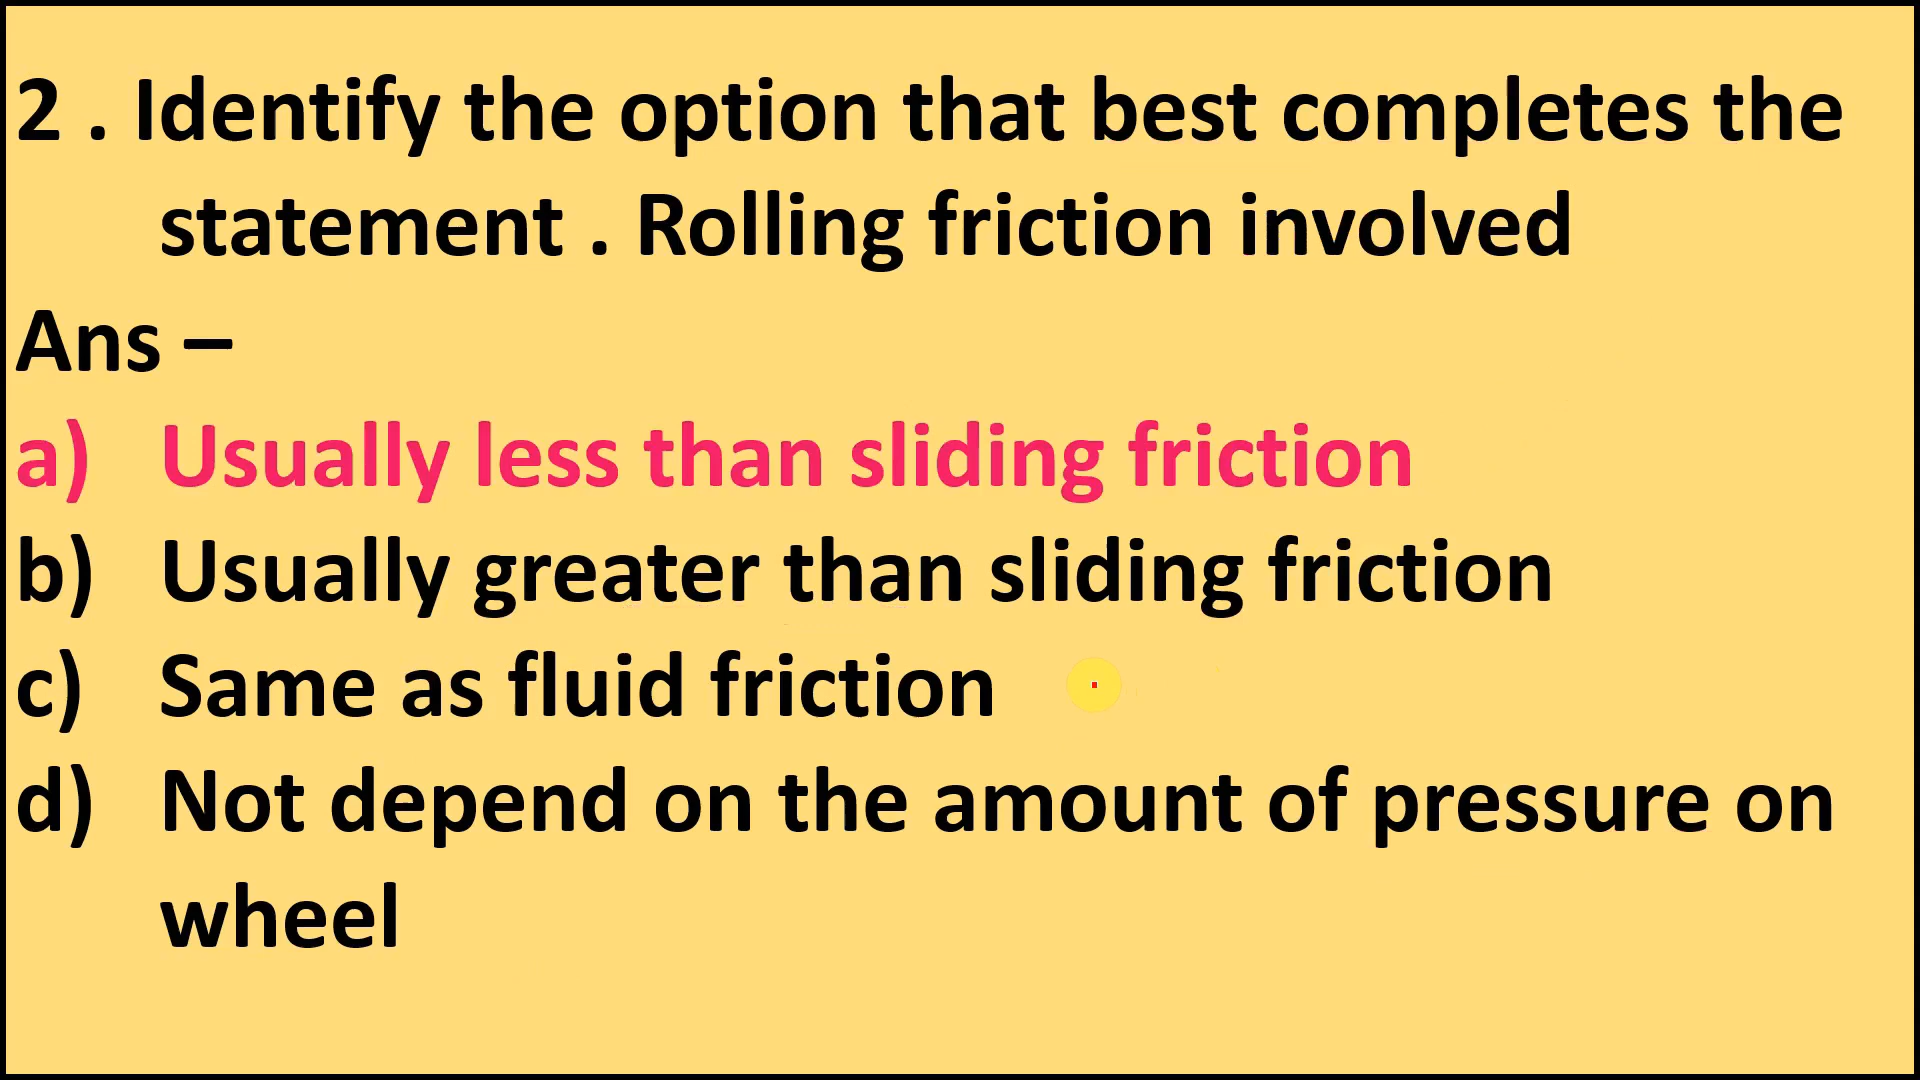 2 . Identify the option that best completes the
statement . Rolling friction involved
Ans –
a) Usually less than sliding friction
b) Usually greater than sliding friction
c) Same as fluid friction
d) Not depend on the amount of pressure on
wheel